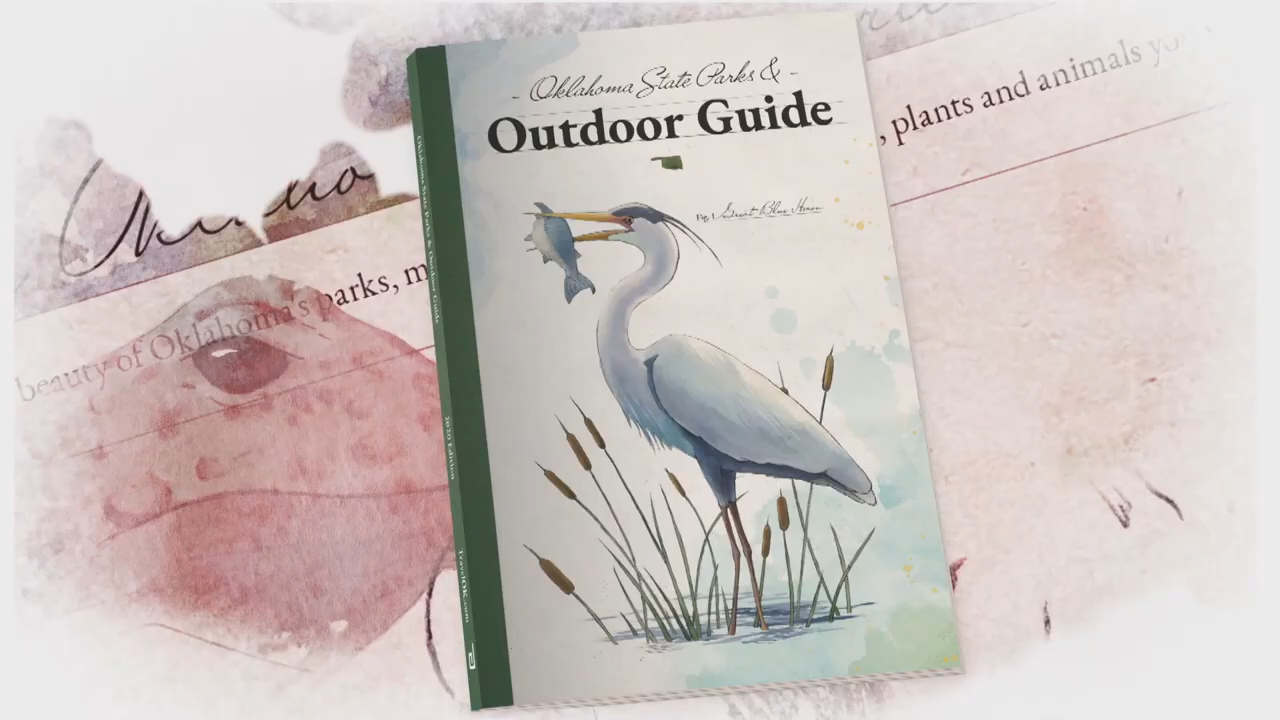 Oklahoma State Parks &
Outdoor Guide
Fig. 1. Great Blue Heron
Oklahoma State Parks & Outdoor Guide
2020 Edition
TravelOK.com
, plants and animals
parks, m
beauty of Oklahoma's